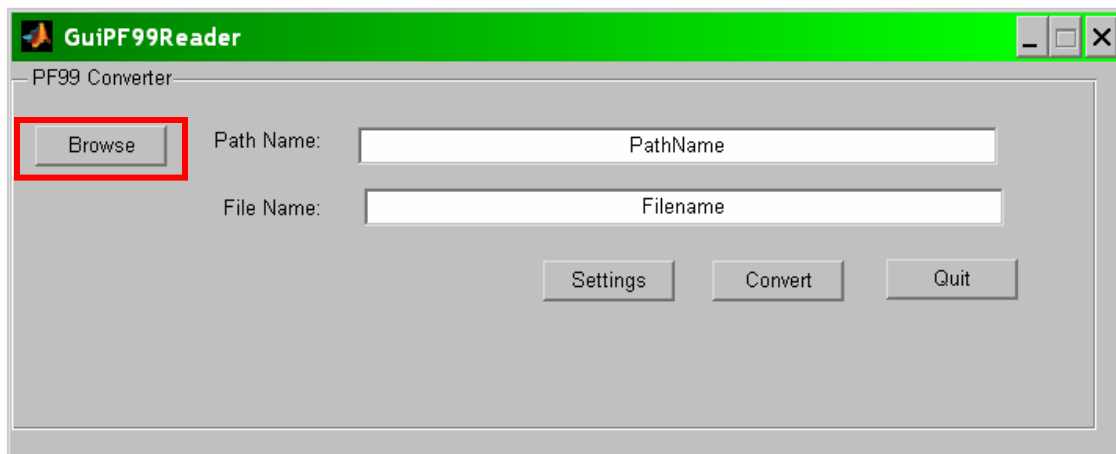 GuiPF99Reader
PF99 Converter
Browse Path Name: PathName
File Name: Filename
Settings Convert Quit